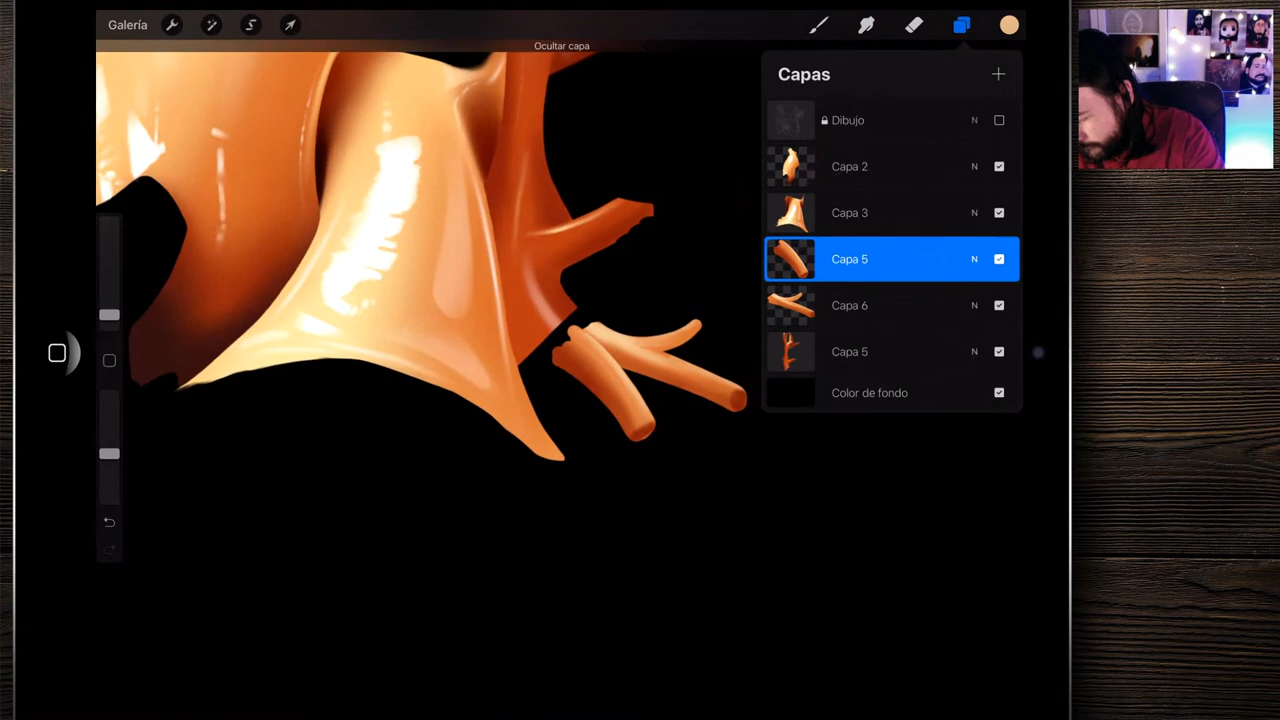 Galería
Ocultar capa
Capas
Dibujo N
Capa 2 N
Capa 3 N
Capa 5 N
Capa 6 N
Capa 5 N
Color de fondo